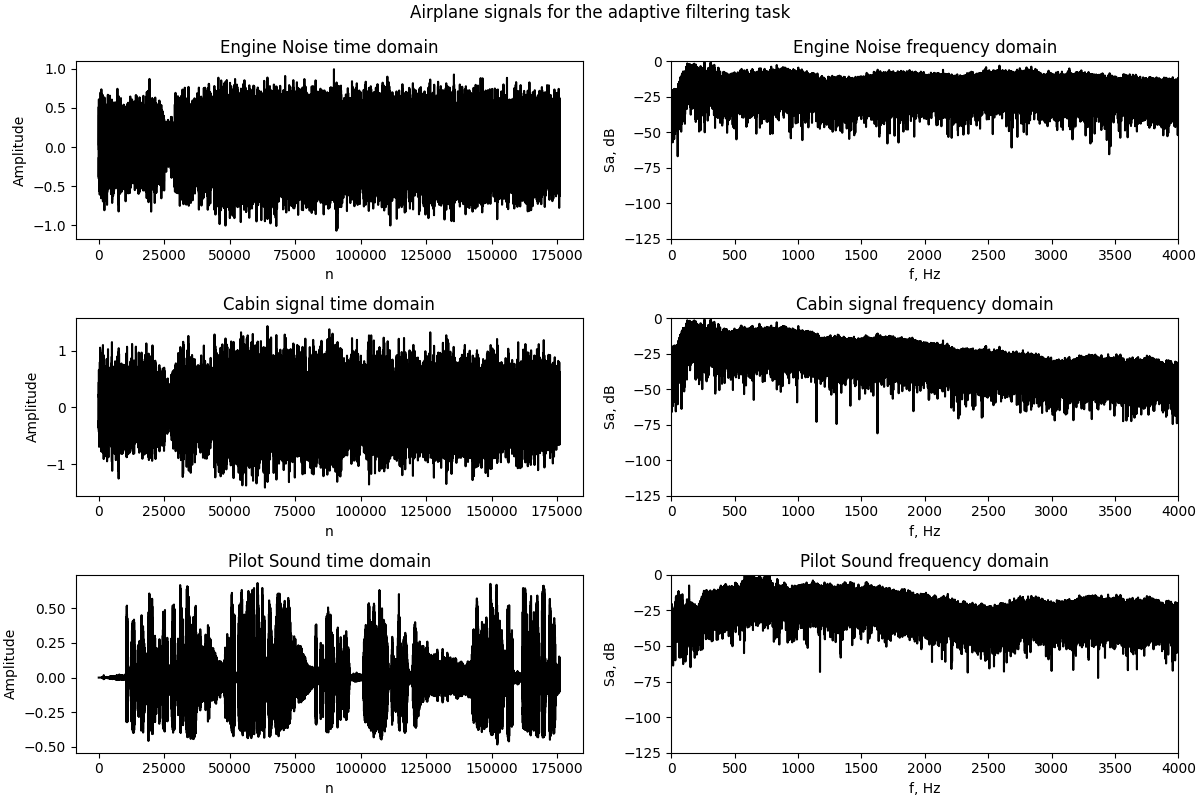 Airplane signals for the adaptive filtering task
Engine Noise time domain
Amplitude
1.0
0.5
0.0
−0.5
−1.0
0 25000 50000 75000 100000 125000 150000 175000
n
Engine Noise frequency domain
Sa, dB
0
−25
−50
−75
−100
−125
0 500 1000 1500 2000 2500 3000 3500 4000
f, Hz
Cabin signal time domain
Amplitude
1
0
−1
0 25000 50000 75000 100000 125000 150000 175000
n
Cabin signal frequency domain
Sa, dB
0
−25
−50
−75
−100
−125
0 500 1000 1500 2000 2500 3000 3500 4000
f, Hz
Pilot Sound time domain
Amplitude
0.50
0.25
0.00
−0.25
−0.50
0 25000 50000 75000 100000 125000 150000 175000
n
Pilot Sound frequency domain
Sa, dB
0
−25
−50
−75
−100
−125
0 500 1000 1500 2000 2500 3000 3500 4000
f, Hz